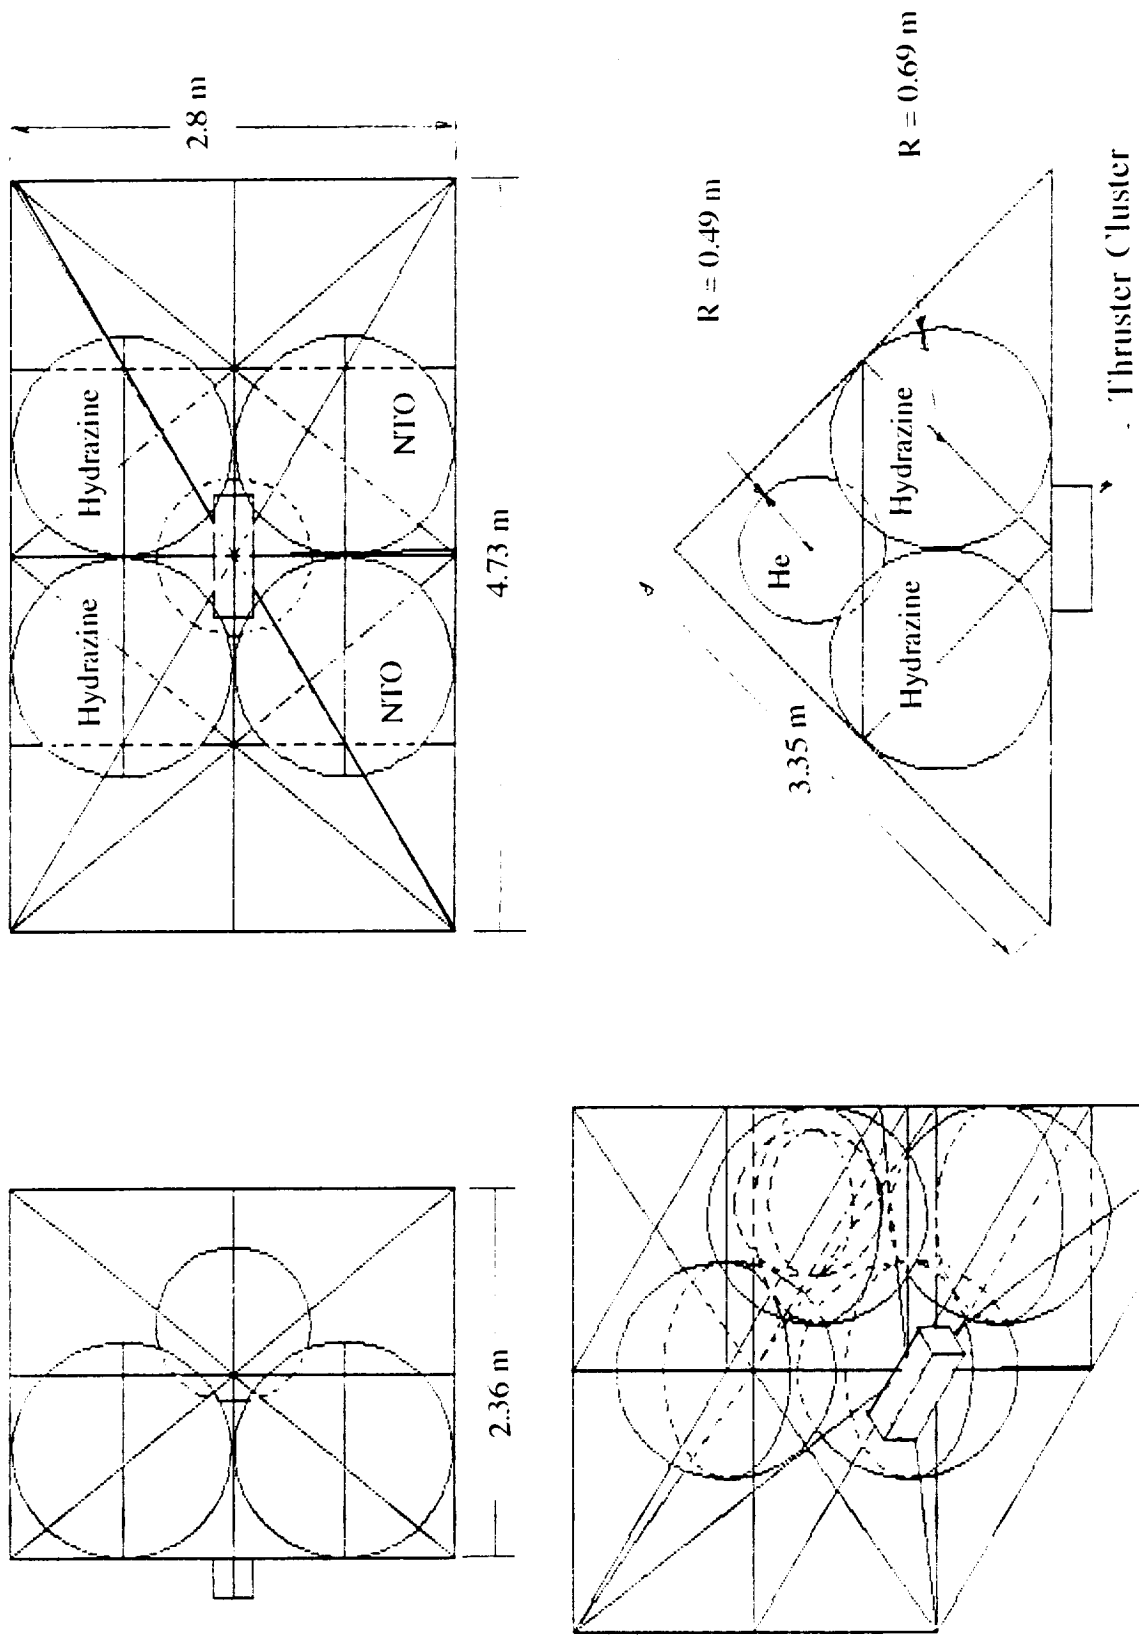 2.8 m
Hydrazine
Hydrazine
NTO
NTO
4.73 m
2.36 m
R = 0.49 m
R = 0.69 m
He
Hydrazine
Hydrazine
3.35 m
Thruster Cluster